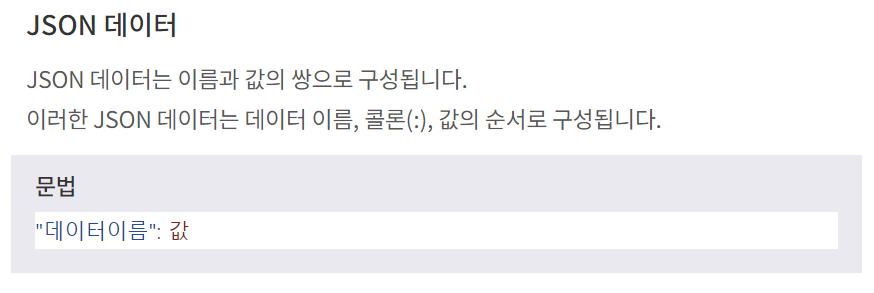 JSON 데이터
JSON 데이터는 이름과 값의 쌍으로 구성됩니다.
이러한 JSON 데이터는 데이터 이름, 콜론(:), 값의 순서로 구성됩니다.
문법
"데이터이름": 값